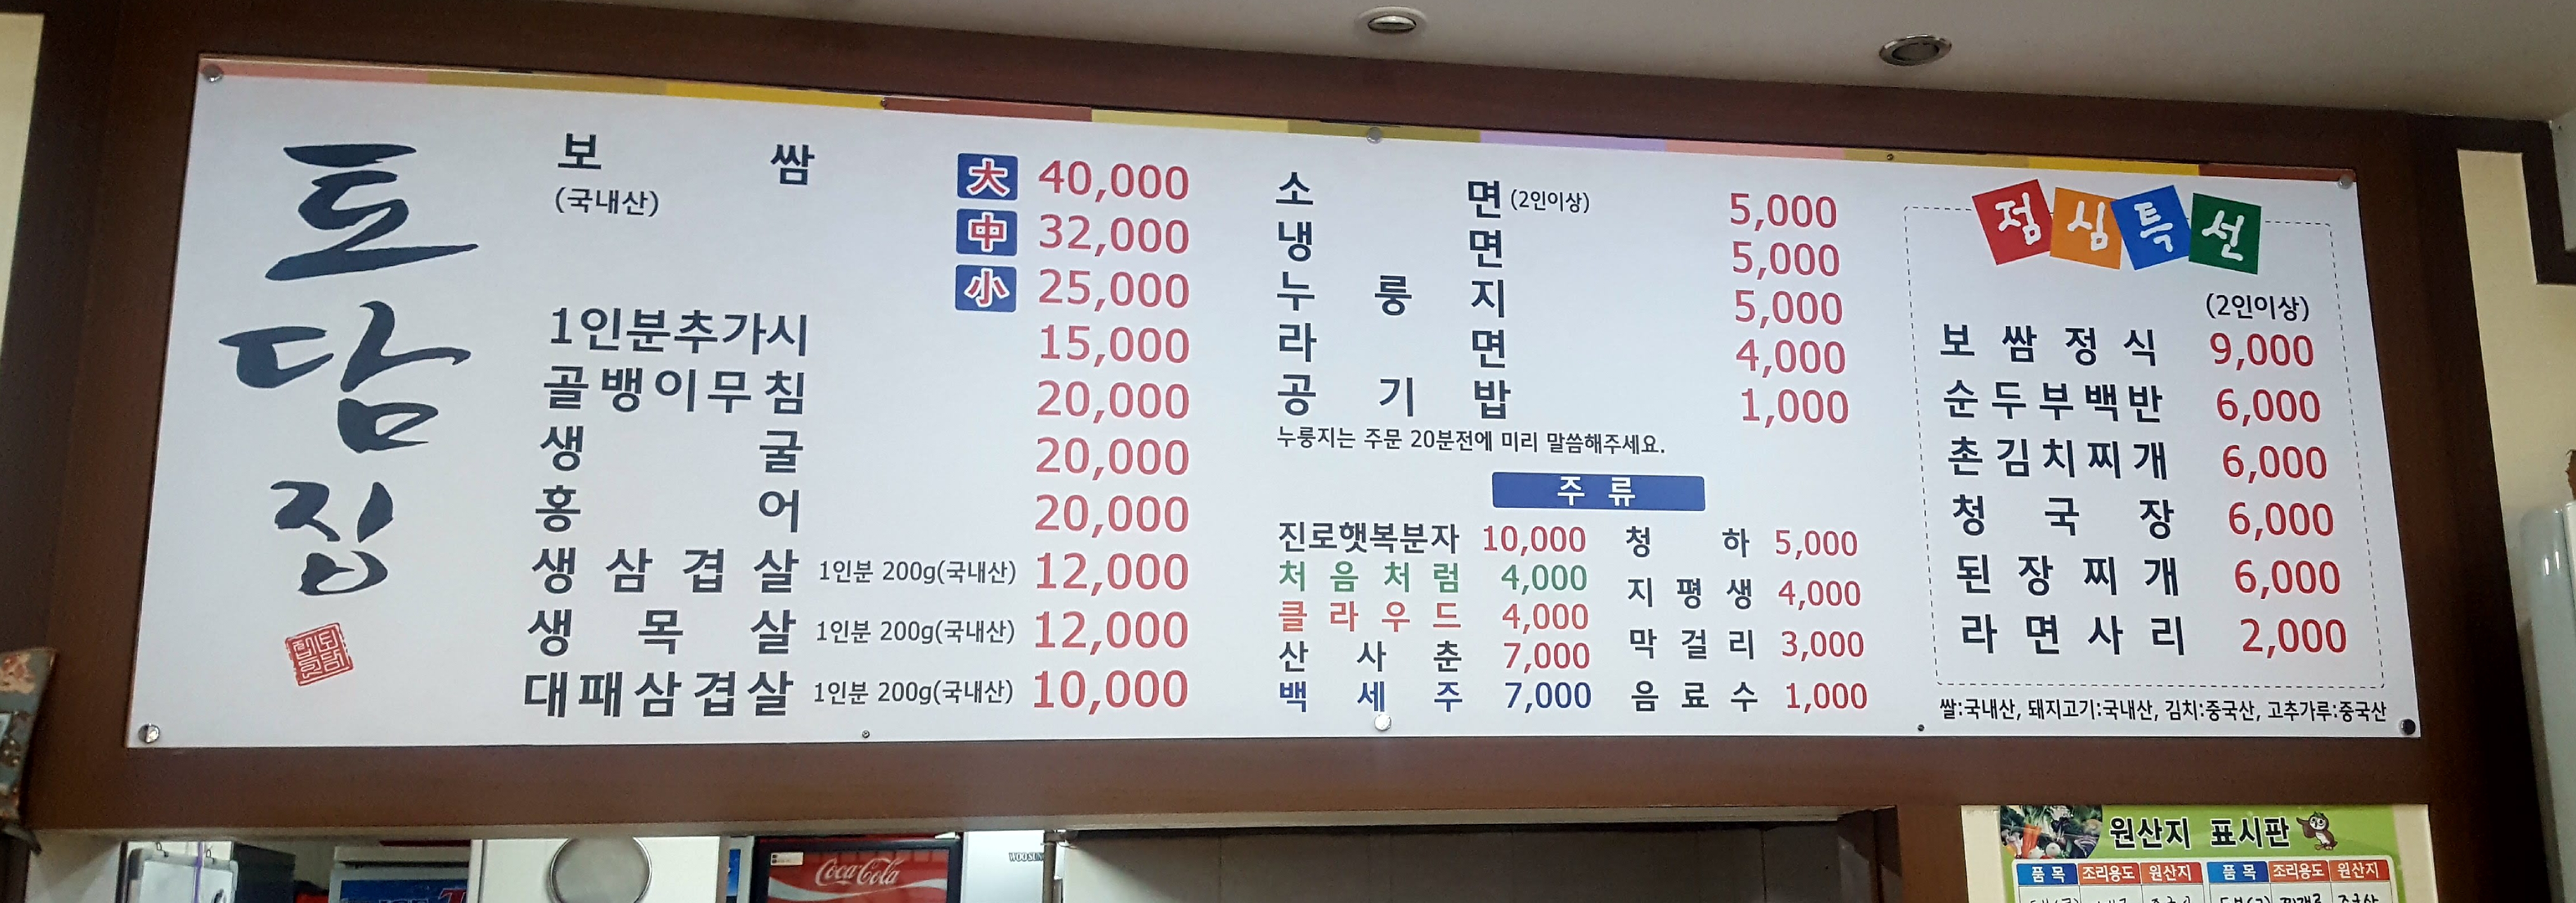 토담집
보쌈
(국내산)
大 40,000
中 32,000
小 25,000
1인분추가시 15,000
골뱅이무침 20,000
생굴 20,000
홍어 20,000
생삼겹살 1인분 200g(국내산) 12,000
생목살 1인분 200g(국내산) 12,000
대패삼겹살 1인분 200g(국내산) 10,000
소면 (2인이상) 5,000
냉면 5,000
누룽지 5,000
라면 4,000
공기밥 1,000
누룽지는 주문 20분전에 미리 말씀해주세요.
주류
진로햇복분자 10,000
처음처럼 4,000
클라우드 4,000
산사춘 7,000
백세주 7,000
청하 5,000
지평생 4,000
막걸리 3,000
음료수 1,000
점심특선
(2인이상)
보쌈정식 9,000
순두부백반 6,000
촌김치찌개 6,000
청국장 6,000
된장찌개 6,000
라면사리 2,000
쌀:국내산, 돼지고기:국내산, 김치:중국산, 고추가루:중국산
Coca-Cola
원산지 표시판
품목 조리용도 원산지 품목 조리용도 원산지